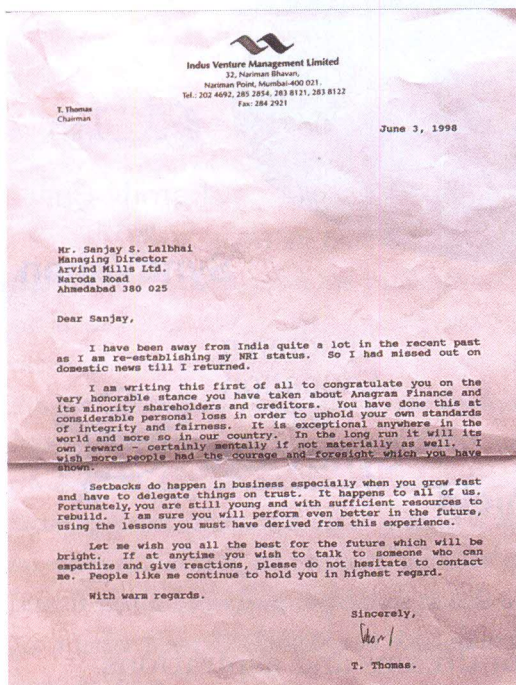 Indus Venture Management Limited
32, Nariman Bhavan,
Nariman Point, Mumbai-400 021.
Tel.: 202 4692, 285 2854, 283 8121, 283 8122
Fax: 284 2921
T. Thomas
Chairman
June 3, 1998
Mr. Sanjay S. Lalbhai
Managing Director
Arvind Mills Ltd.
Naroda Road
Ahmedabad 380 025
Dear Sanjay,
I have been away from India quite a lot in the recent past
as I am re-establishing my NRI status. So I had missed out on
domestic news till I returned.
I am writing this first of all to congratulate you on the
very honorable stance you have taken about Anagram Finance and
its minority shareholders and creditors. You have done this at
considerable personal loss in order to uphold your own standards
of integrity and fairness. It is exceptional anywhere in the
world and more so in our country. In the long run it will its
own reward - certainly mentally if not materially as well. I
wish more people had the courage and foresight which you have
shown.
Setbacks do happen in business especially when you grow fast
and have to delegate things on trust. It happens to all of us.
Fortunately, you are still young and with sufficient resources to
rebuild. I am sure you will perform even better in the future,
using the lessons you must have derived from this experience.
Let me wish you all the best for the future which will be
bright. If at anytime you wish to talk to someone who can
empathize and give reactions, please do not hesitate to contact
me. People like me continue to hold you in highest regard.
With warm regards.
Sincerely,
T. Thomas.